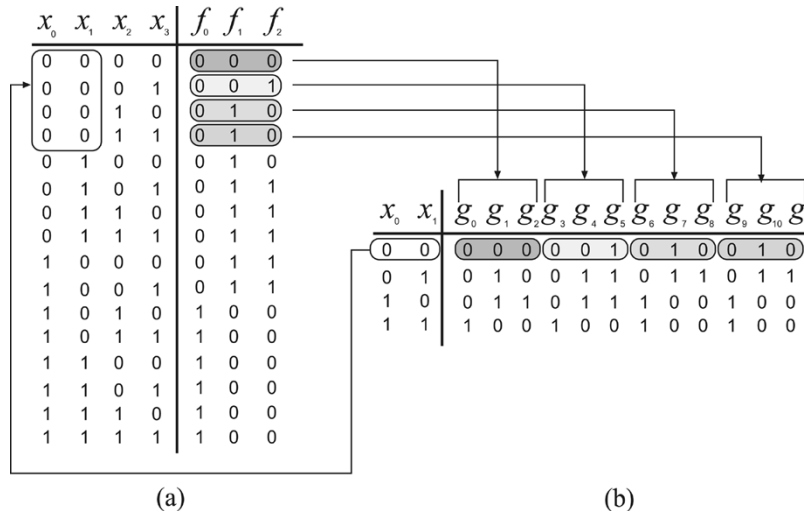 x₀ x₁ x₂ x₃ f₀ f₁ f₂
0 0 0 0 0 0 0
0 0 0 1 0 0 1
0 0 1 0 0 1 0
0 0 1 1 0 1 0
0 1 0 0 0 1 0
0 1 0 1 0 1 1
0 1 1 0 0 1 1
0 1 1 1 0 1 1
1 0 0 0 0 1 1
1 0 0 1 0 1 1
1 0 1 0 1 0 0
1 0 1 1 1 0 0
1 1 0 0 1 0 0
1 1 0 1 1 0 0
1 1 1 0 1 0 0
1 1 1 1 1 0 0
(a)
x₀ x₁ g₀ g₁ g₂ g₃ g₄ g₅ g₆ g₇ g₈ g₉ g₁₀ g
0 0 0 0 0 0 0 1 0 1 0 0 1 0
0 1 0 1 0 0 1 1 0 1 1 0 1 1
1 0 0 1 1 0 1 1 1 0 0 1 0 0
1 1 1 0 0 1 0 0 1 0 0 1 0 0
(b)